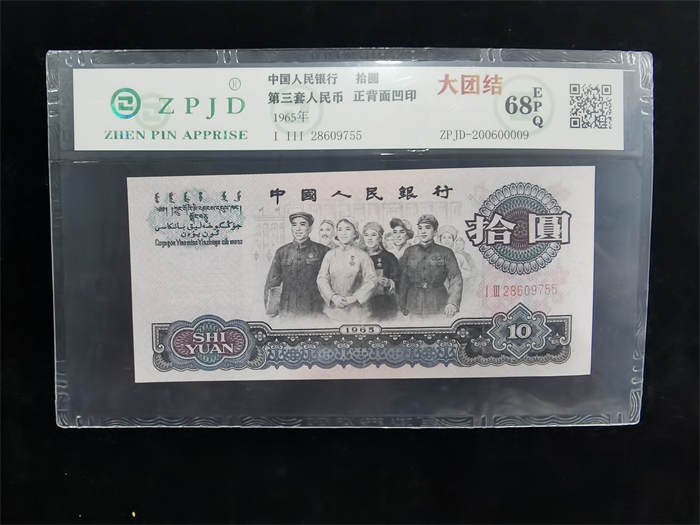 ZPJD
®
ZHEN PIN APPRISE
中国人民银行 拾圆
第三套人民币 正背面凹印
1965年
I III 28609755
大团结
68 EPQ
ZPJD-200600009
中國人民銀行
拾圓
I III 28609755
1965
SHI YUAN
10